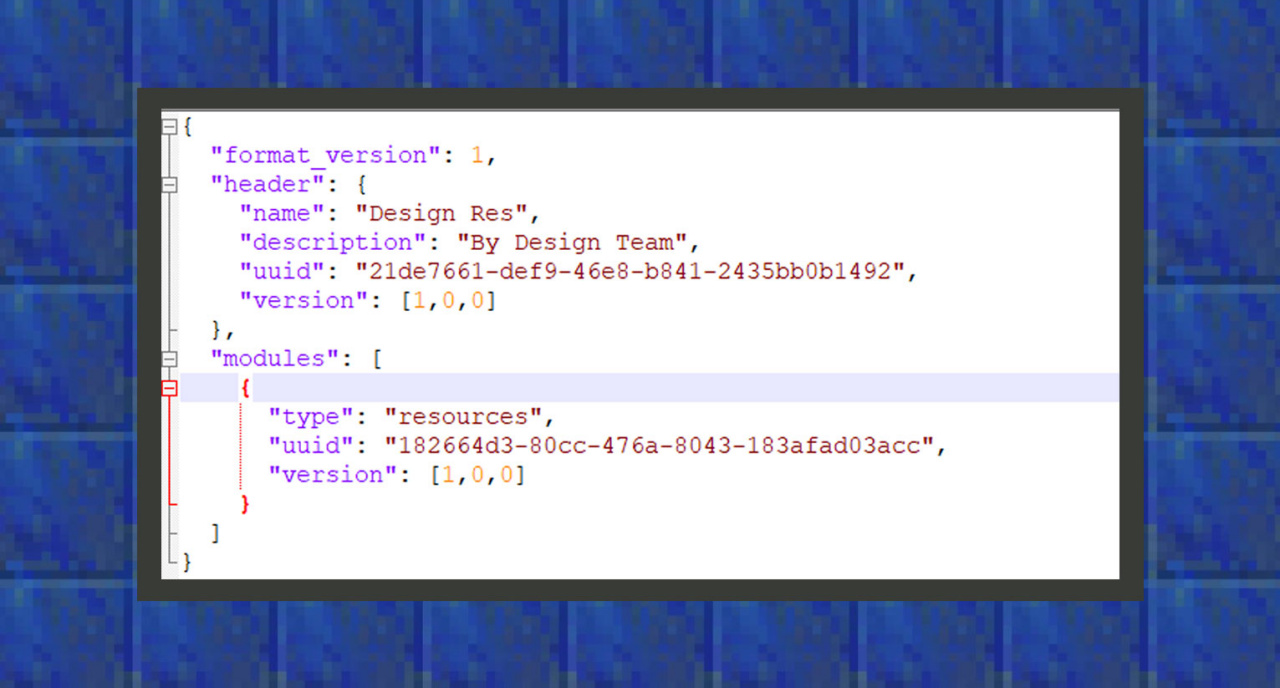 {
"format_version": 1,
"header": {
"name": "Design Res",
"description": "By Design Team",
"uuid": "21de7661-def9-46e8-b841-2435bb0b1492",
"version": [1,0,0]
},
"modules": [
{
"type": "resources",
"uuid": "182664d3-80cc-476a-8043-183afad03acc",
"version": [1,0,0]
}
]
}